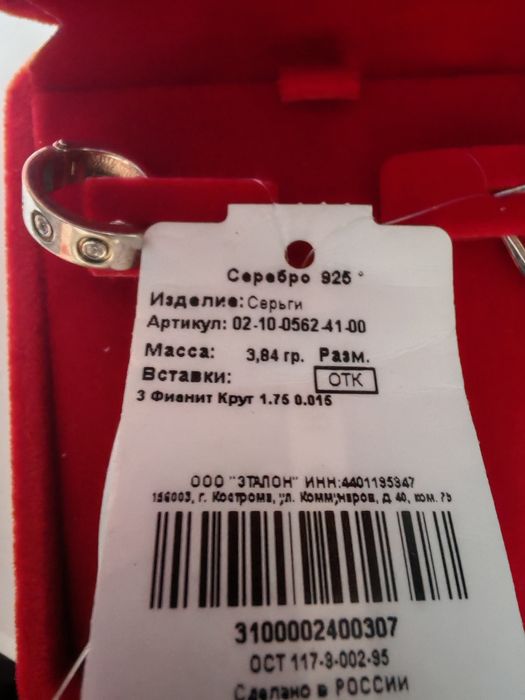 Серебро 925°
Изделие: Серьги
Артикул: 02-10-0562-41-00
Масса: 3,84 гр. Разм.
Вставки: ОТК
3 Фианит Круг 1.75 0.015
ООО "ЭТАЛОН" ИНН:4401195847
156003, г. Кострома, ул. Коммунаров, д 40, ком. 75
3100002400307
ОСТ 117-3-002-95
Сделано в РОССИИ